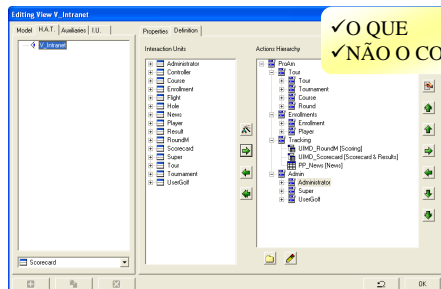 Editing View V_Intranet
✓O QUE
✓NÃO O CO
Model H.A.T. Auxiliaries I.U.
V_Intranet
Scorecard
Properties Definition
Interaction Units
Administrator
Controller
Course
Enrollment
Flight
Hole
News
Player
Result
RoundM
Scorecard
Super
Tour
Tournament
UserGolf
Actions Hierarchy
ProAm
Tour
Tour
Tournament
Course
Round
Enrollments
Enrollment
Player
Tracking
UIMD_RoundM [Scoring]
UIMD_Scorecard [Scorecard & Results]
PP_News [News]
Admin
Administrator
Super
UserGolf
OK